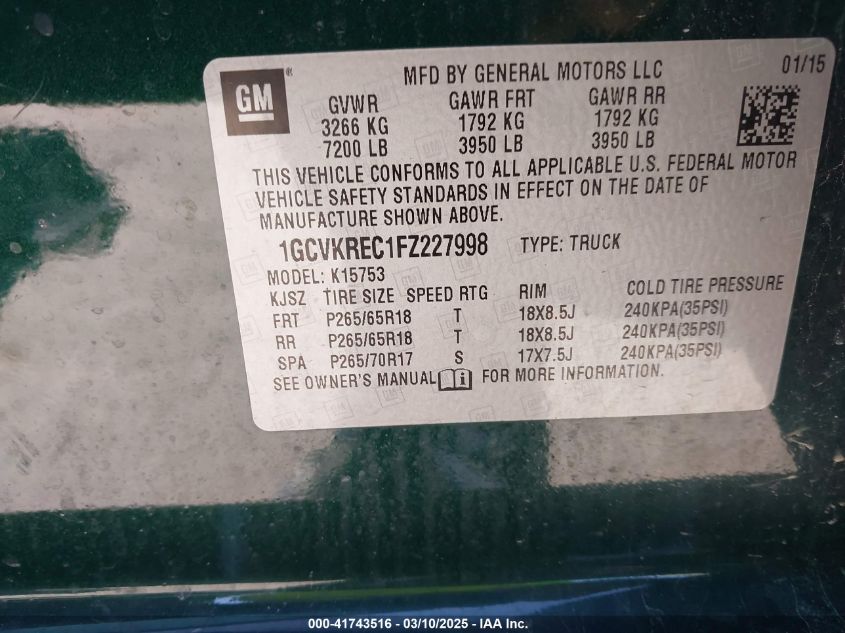 GM ®
MFD BY GENERAL MOTORS LLC 01/15
GVWR GAWR FRT GAWR RR
3266 KG 1792 KG 1792 KG
7200 LB 3950 LB 3950 LB
THIS VEHICLE CONFORMS TO ALL APPLICABLE U.S. FEDERAL MOTOR
VEHICLE SAFETY STANDARDS IN EFFECT ON THE DATE OF
MANUFACTURE SHOWN ABOVE.
1GCVKREC1FZ227998 TYPE: TRUCK
MODEL: K15753
KJSZ TIRE SIZE SPEED RTG RIM COLD TIRE PRESSURE
FRT P265/65R18 T 18X8.5J 240KPA(35PSI)
RR P265/65R18 T 18X8.5J 240KPA(35PSI)
SPA P265/70R17 S 17X7.5J 240KPA(35PSI)
SEE OWNER'S MANUAL FOR MORE INFORMATION.
000-41743516 - 03/10/2025 - IAA Inc.